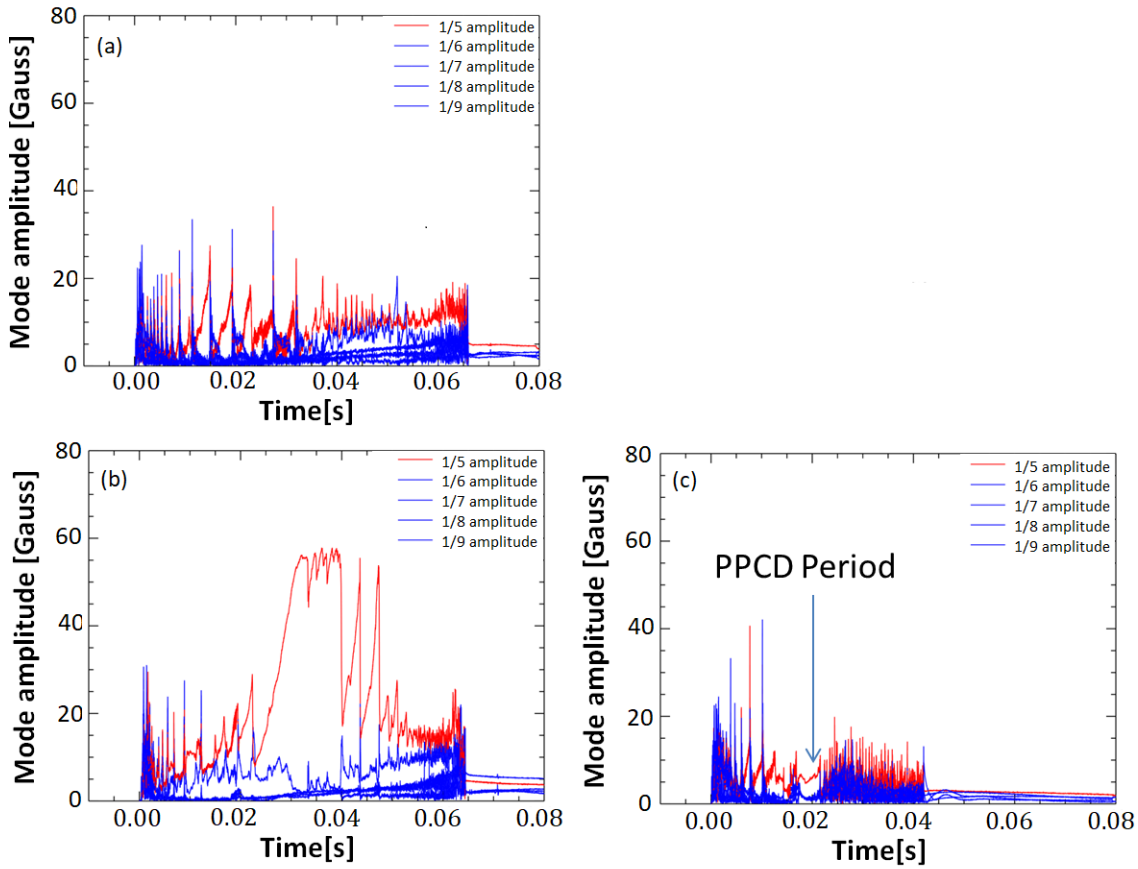 80
60
40
20
0
Mode amplitude [Gauss]
(a)
1/5 amplitude
1/6 amplitude
1/7 amplitude
1/8 amplitude
1/9 amplitude
0.00 0.02 0.04 0.06 0.08
Time[s]
80
60
40
20
0
Mode amplitude [Gauss]
(b)
1/5 amplitude
1/6 amplitude
1/7 amplitude
1/8 amplitude
1/9 amplitude
0.00 0.02 0.04 0.06 0.08
Time[s]
80
60
40
20
0
Mode amplitude [Gauss]
(c)
1/5 amplitude
1/6 amplitude
1/7 amplitude
1/8 amplitude
1/9 amplitude
PPCD Period
0.00 0.02 0.04 0.06 0.08
Time[s]